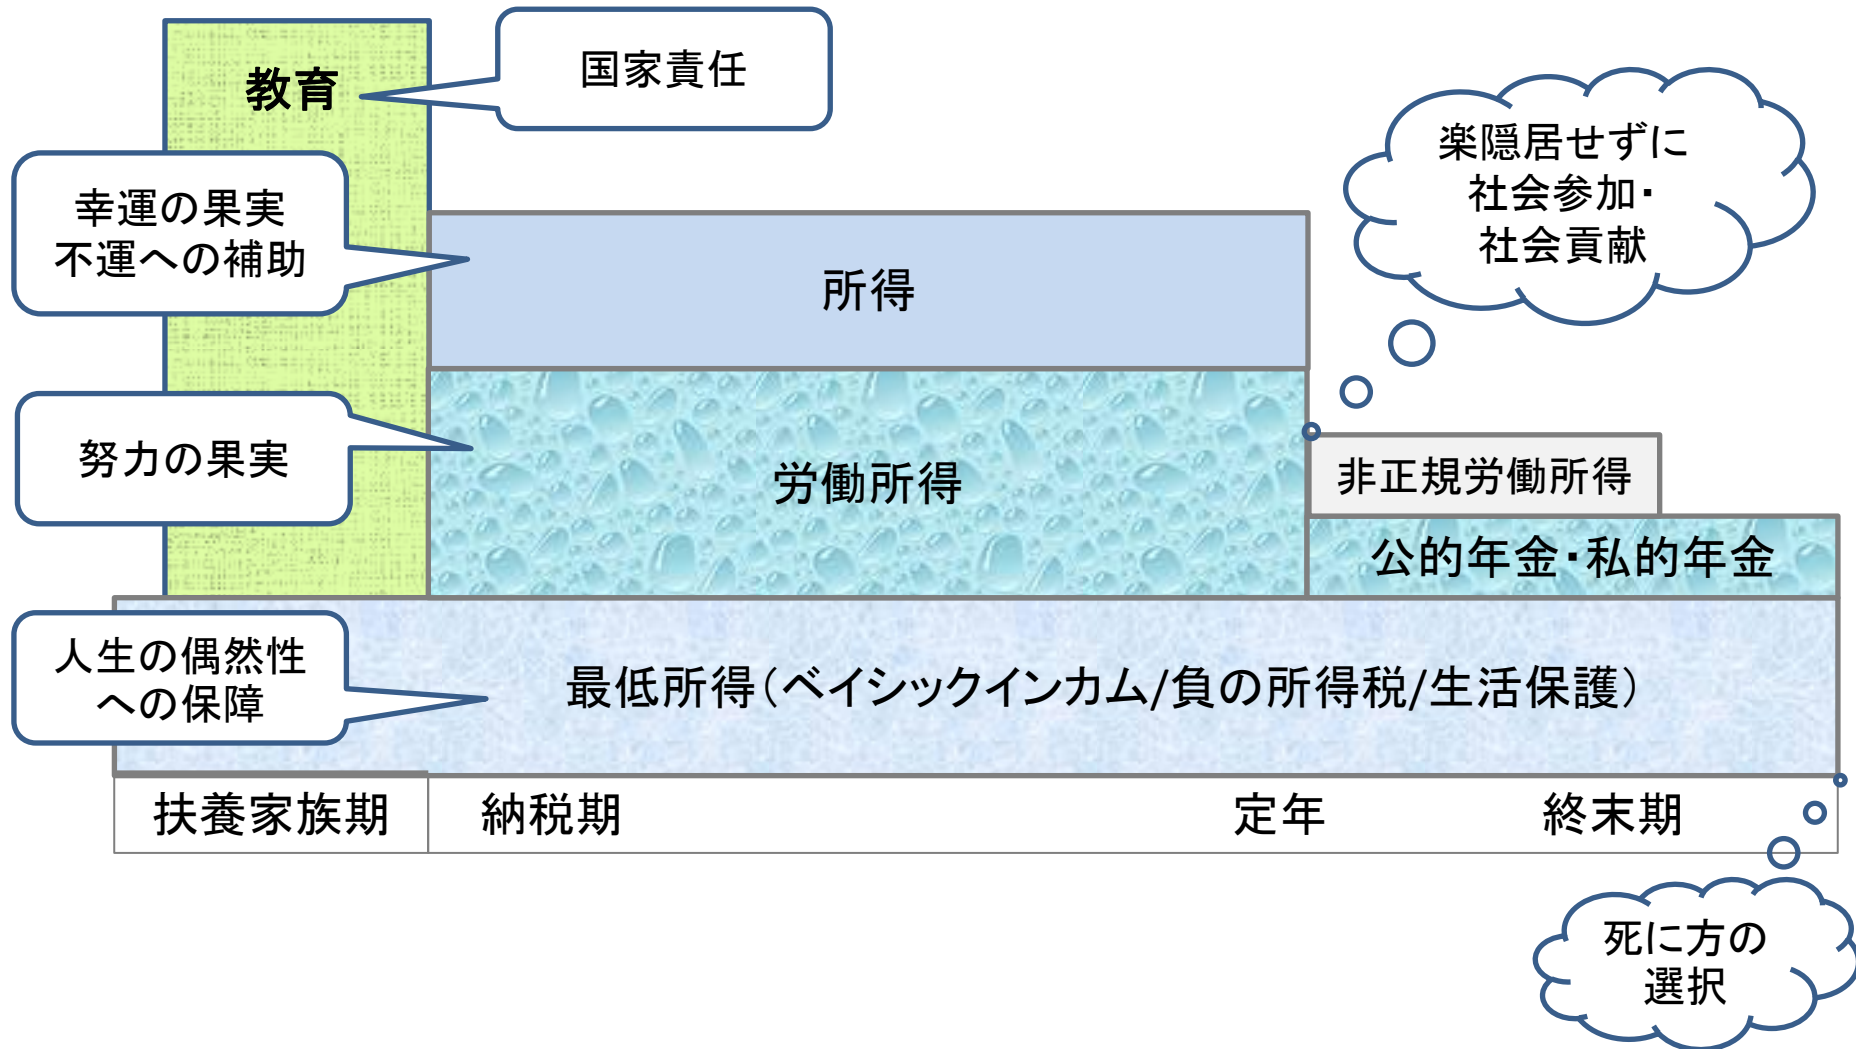 教育
国家責任
幸運の果実
不運への補助
楽隠居せずに
社会参加・
社会貢献
所得
努力の果実
労働所得
非正規労働所得
公的年金・私的年金
人生の偶然性
への保障
最低所得（ベイシックインカム/負の所得税/生活保護）
扶養家族期
納税期
定年
終末期
死に方の
選択